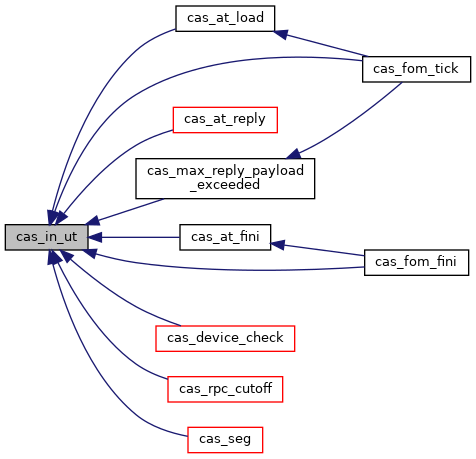 cas_at_load
cas_fom_tick
cas_at_reply
cas_max_reply_payload
_exceeded
cas_in_ut
cas_at_fini
cas_fom_fini
cas_device_check
cas_rpc_cutoff
cas_seg